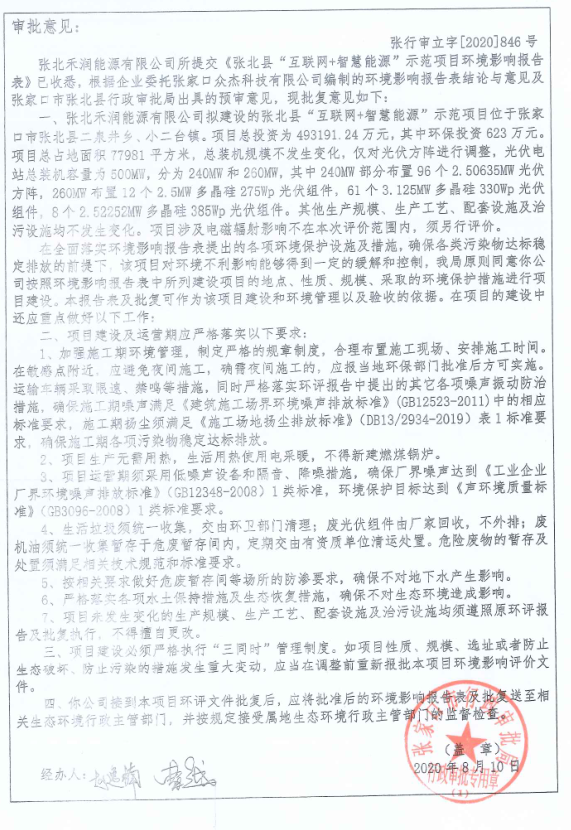 审批意见：
张行审立字[2020]846 号
张北禾润能源有限公司所提交《张北县“互联网+智慧能源”示范项目环境影响报告
表》已收悉，根据企业委托张家口众杰科技有限公司编制的环境影响报告表结论与意见及
张家口市张北县行政审批局出具的预审意见，现批复意见如下：
一、张北禾润能源有限公司拟建设的张北县“互联网+智慧能源”示范项目位于张家
口市张北县二泉井乡、小二台镇。项目总投资为 493191.24 万元，其中环保投资 623 万元。
项目总占地面积 77981 平方米，总装机规模不发生变化，仅对光伏方阵进行调整，光伏电
站总装机容量为 500MW，分为 240MW 和 260MW，其中 240MW 部分布置 96 个 2.50635MW 光伏
方阵，260MW 布置 12 个 2.5MW 多晶硅 275Wp 光伏组件，61 个 3.125MW 多晶硅 330Wp 光伏
组件，8 个 2.52252MW 多晶硅 385Wp 光伏组件。其他生产规模、生产工艺、配套设施及治
污设施均不发生变化。项目涉及电磁辐射影响不在本次评价范围内，须另行评价。
在全面落实环境影响报告表提出的各项环境保护设施及措施，确保各类污染物达标稳
定排放的前提下，该项目对环境不利影响能够得到一定的缓解和控制，我局原则同意你公
司按照环境影响报告表中所列建设项目的地点、性质、规模、采取的环境保护措施进行项
目建设。本报告表及批复可作为该项目建设和环境管理以及验收的依据。在项目的建设中
还应重点做好以下工作：
二、项目建设及运营期应严格落实以下要求：
1、加强施工期环境管理，制定严格的规章制度，合理布置施工现场、安排施工时间。
在敏感点附近，应避免夜间施工，确需夜间施工的，应报当地环保部门批准后方可实施。
运输车辆采取限速、禁鸣等措施，同时严格落实环评报告中提出的其它各项噪声振动防治
措施，确保施工期噪声满足《建筑施工场界环境噪声排放标准》(GB12523-2011)中的相应
标准要求，施工期扬尘须满足《施工场地扬尘排放标准》（DB13/2934-2019）表 1 标准要
求，确保施工期各项污染物稳定达标排放。
2、项目生产无需用热，生活用热使用电采暖，不得新建燃煤锅炉。
3、项目运营期须采用低噪声设备和隔音、降噪措施，确保厂界噪声达到《工业企业
厂界环境噪声排放标准》（GB12348-2008）1 类标准，环境保护目标达到《声环境质量标
准》（GB3096-2008）1 类标准。
4、生活垃圾须统一收集，交由环卫部门清理；废光伏组件由厂家回收，不外排；废
机油须统一收集暂存于危废暂存间内，定期交由有资质单位清运处置。危险废物的暂存及
处置须满足相关技术规范和标准要求。
5、按相关要求做好危废暂存间等场所的防渗要求，确保不对地下水产生影响。
6、严格落实各项水土保持措施及生态恢复措施，确保不对生态环境造成影响。
7、项目未发生变化的生产规模、生产工艺、配套设施及治污设施均须遵照原环评报
告及批复执行，不得擅自更改。
三、项目建设必须严格执行“三同时”管理制度。如项目性质、规模、选址或者防止
生态破坏、防止污染的措施发生重大变动，应当在调整前重新报批本项目环境影响评价文
件。
四、你公司接到本项目环评文件批复后，应将批准后的环境影响报告表及批复送至相
关生态环境行政主管部门，并按规定接受属地生态环境行政主管部门的监督检查。
张家口市行政审批局
（盖 章）
经办人：
2020 年 8 月 10 日
行政审批专用章
(1)